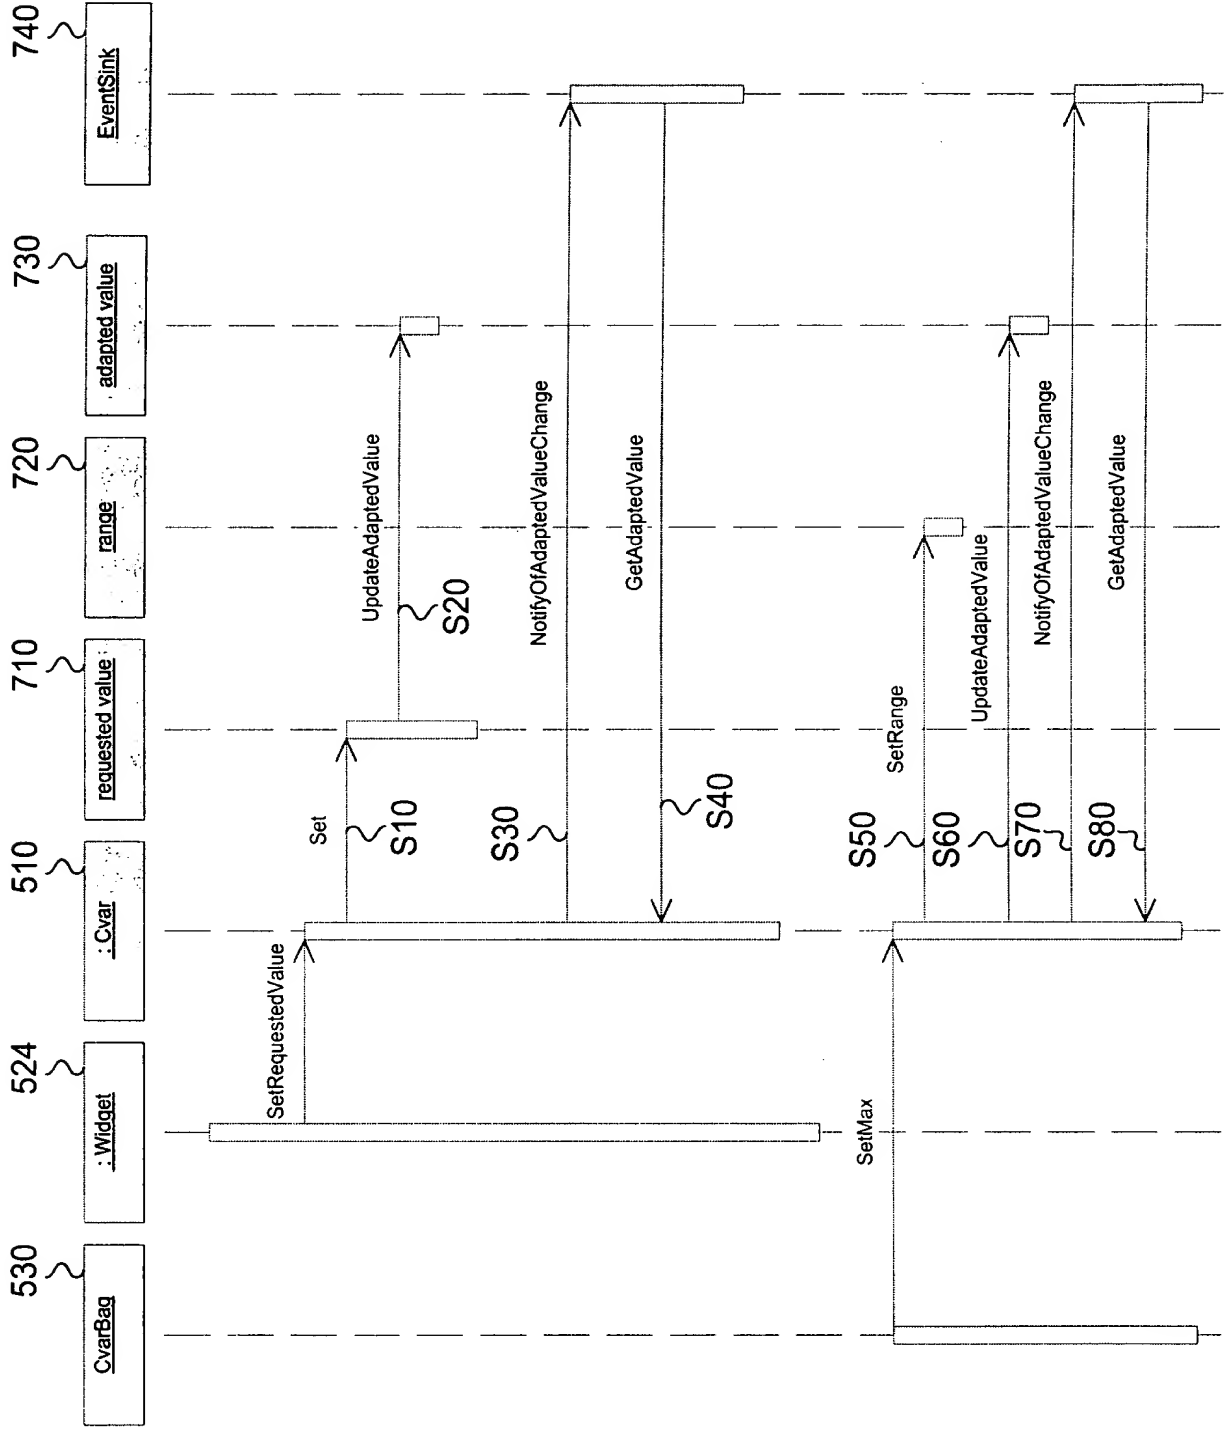 530
524
510
710
720
730
740
CvarBag
: Widget
: Cvar
requested value
range
adapted value
EventSink
SetRequestedValue
Set
S10
UpdateAdaptedValue
S20
S30
NotifyOfAdaptedValueChange
GetAdaptedValue
S40
SetMax
S50
SetRange
S60
UpdateAdaptedValue
S70
NotifyOfAdaptedValueChange
S80
GetAdaptedValue